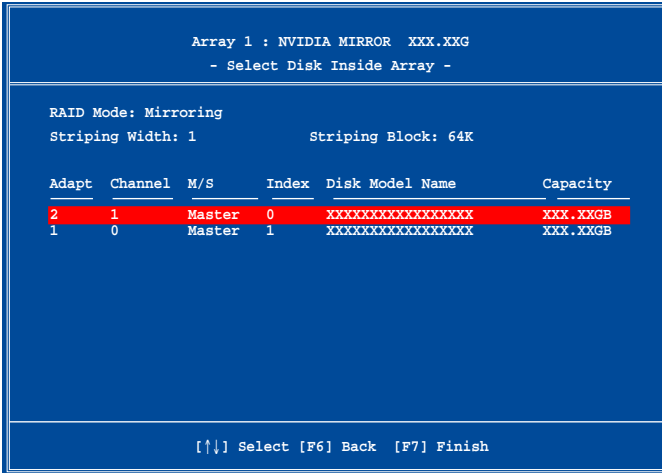 Array 1 : NVIDIA MIRROR  XXX.XXG
- Select Disk Inside Array -
RAID Mode: Mirroring
Striping Width: 1 Striping Block: 64K
Adapt Channel M/S Index Disk Model Name Capacity
2 1 Master 0 XXXXXXXXXXXXXXXXX XXX.XXGB
1 0 Master 1 XXXXXXXXXXXXXXXXX XXX.XXGB
[↑↓] Select [F6] Back [F7] Finish